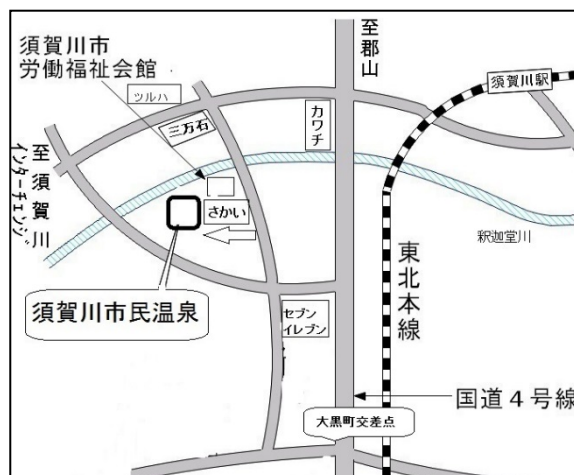 須賀川市
労働福祉会館
至郡山
須賀川駅
ツルハ
三万石
カワチ
至須賀川
インターチェンジ
さかい
釈迦堂川
東北本線
須賀川市民温泉
セブン
イレブン
国道４号線
大黒町交差点